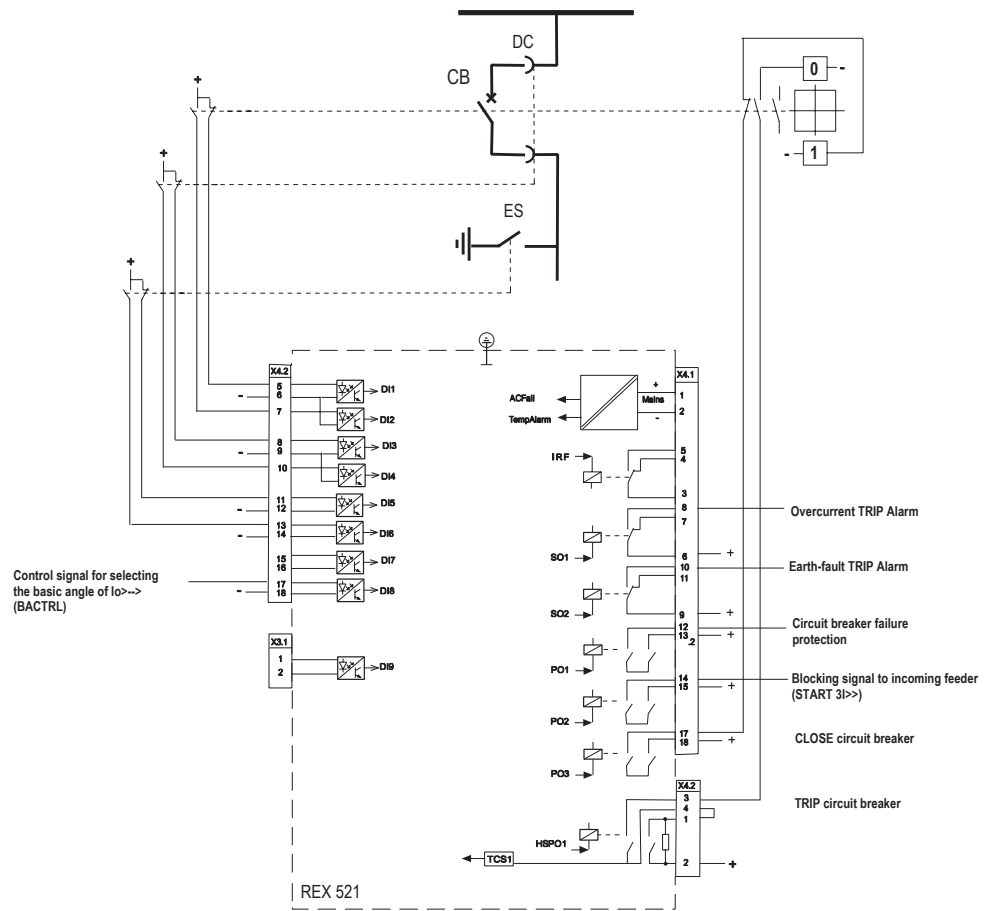 DC
0 -
CB
+
- 1
+
ES
+
X4.2
X4.1
5
6
- 
7
DI1
DI2
8
9
-
10
DI3
DI4
11
12
-
13
14
-
DI5
DI6
15
16
DI7
17
18
-
DI8
Control signal for selecting
the basic angle of Io>-->
(BACTRL)
X3.1
1
2
DI9
ACFail
TempAlarm
+
Mains
-
1
2
IRF
5
4
3
8
Overcurrent TRIP Alarm
7
SO1
6
+
10
Earth-fault TRIP Alarm
11
SO2
9
+
12
13
+
.2
Circuit breaker failure
protection
PO1
14
15
+
Blocking signal to incoming feeder
(START 3I>>)
PO2
17
18
+
CLOSE circuit breaker
PO3
X4.2
3
4
1
TRIP circuit breaker
HSPO1
TCS1
2
+
REX 521